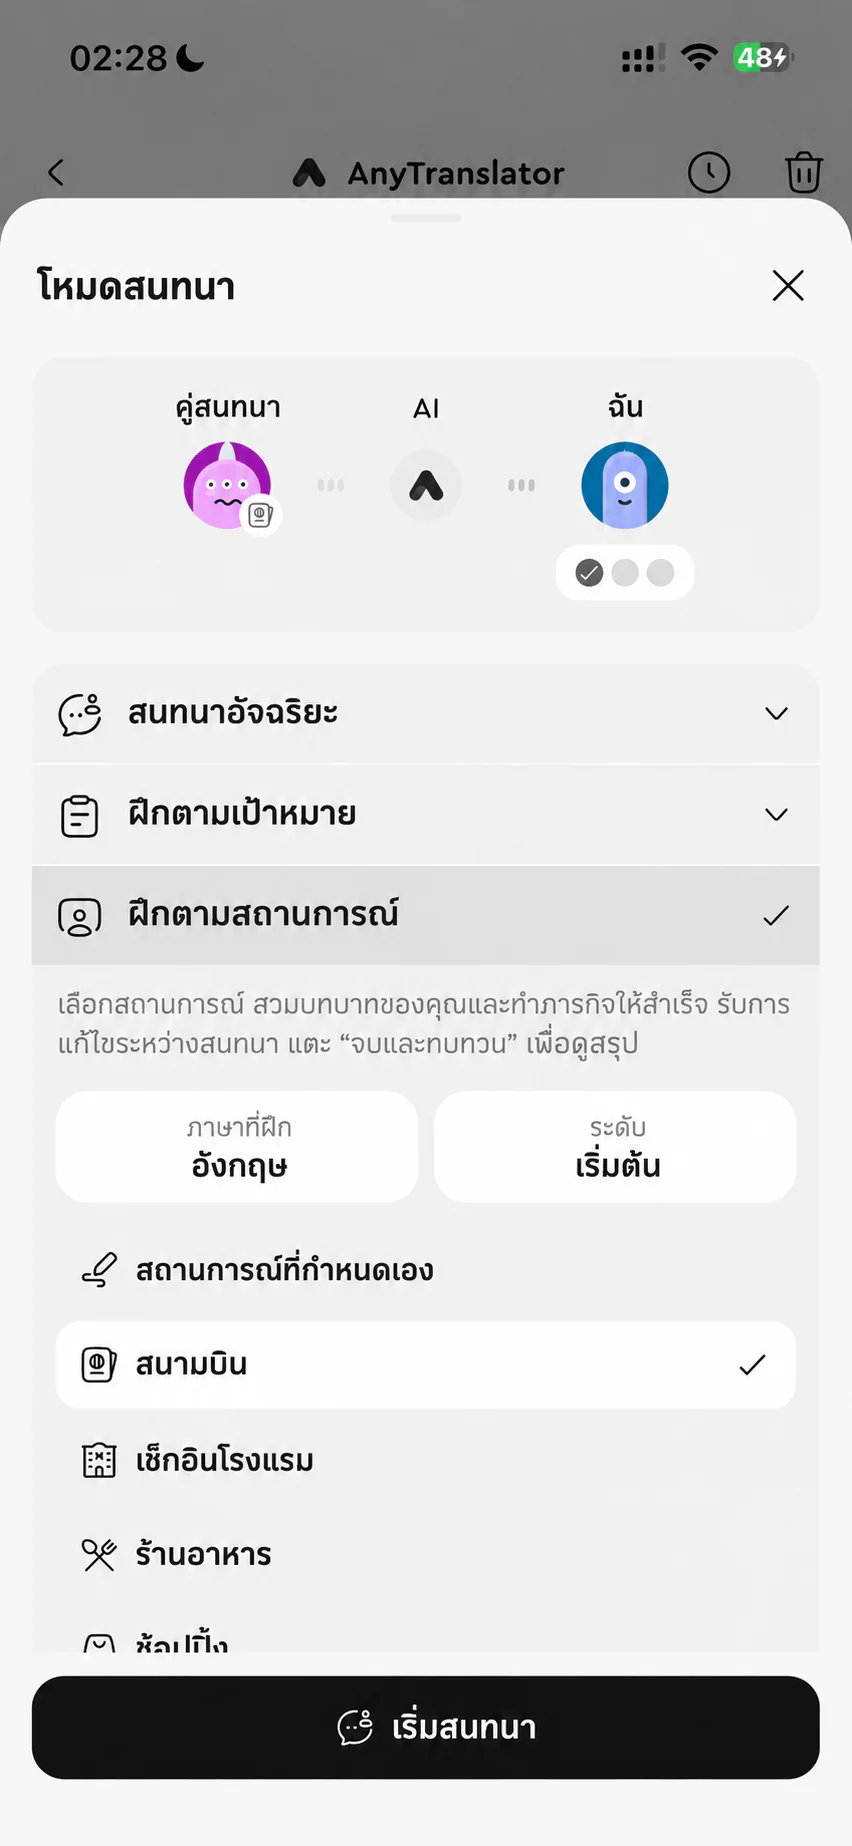 02:28
48
AnyTranslator
โหมดสนทนา
คู่สนทนา
AI
ฉัน
สนทนาอัจฉริยะ
ฝึกตามเป้าหมาย
ฝึกตามสถานการณ์
เลือกสถานการณ์ สวมบทบาทของคุณและทำภารกิจให้สำเร็จ รับการ
แก้ไขระหว่างสนทนา แตะ “จบและทบทวน” เพื่อดูสรุป
ภาษาที่ฝึก
อังกฤษ
ระดับ
เริ่มต้น
สถานการณ์ที่กำหนดเอง
สนามบิน
เช็กอินโรงแรม
ร้านอาหาร
ช้อปปิ้ง
เริ่มสนทนา